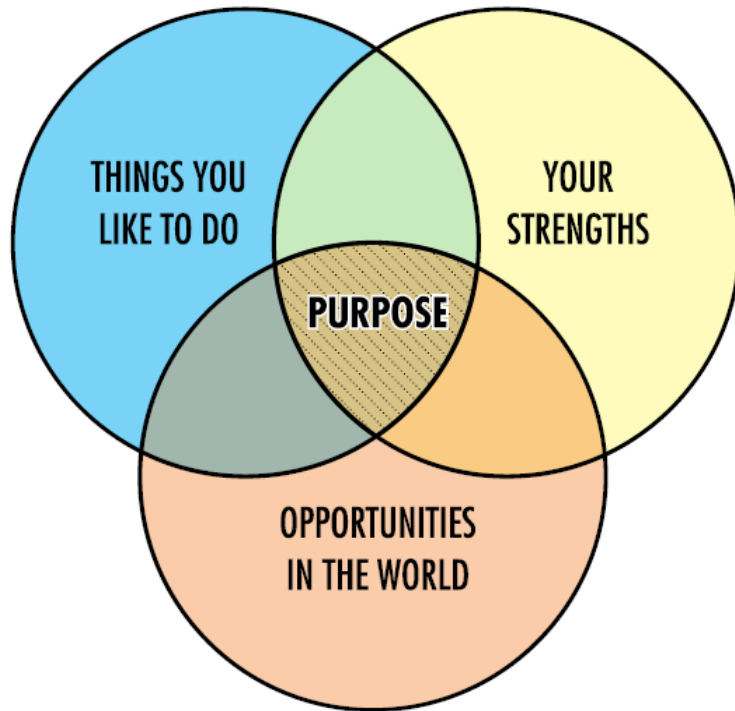 THINGS YOU
LIKE TO DO
YOUR
STRENGTHS
PURPOSE
OPPORTUNITIES
IN THE WORLD